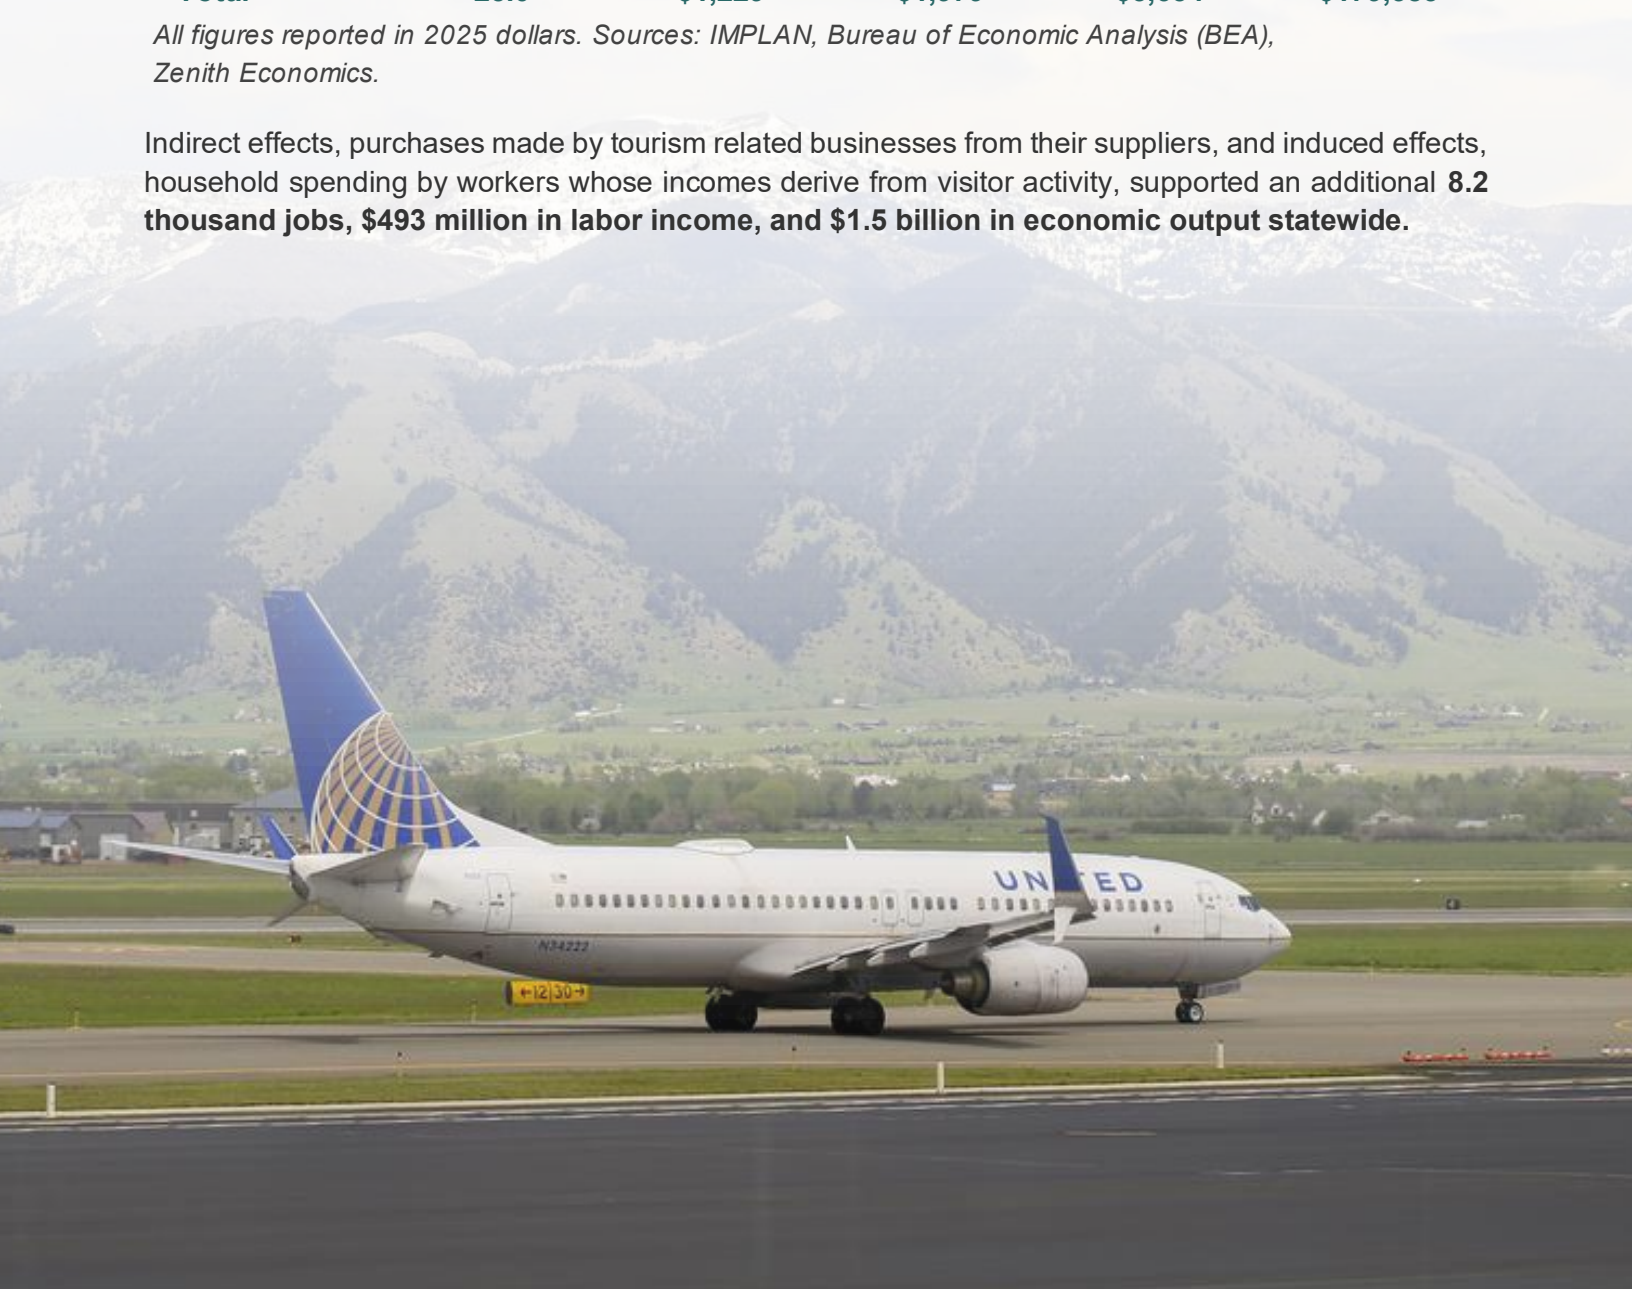 All figures reported in 2025 dollars. Sources: IMPLAN, Bureau of Economic Analysis (BEA),
Zenith Economics.
Indirect effects, purchases made by tourism related businesses from their suppliers, and induced effects,
household spending by workers whose incomes derive from visitor activity, supported an additional 8.2
thousand jobs, $493 million in labor income, and $1.5 billion in economic output statewide.
UNITED
N34222
←12|30→